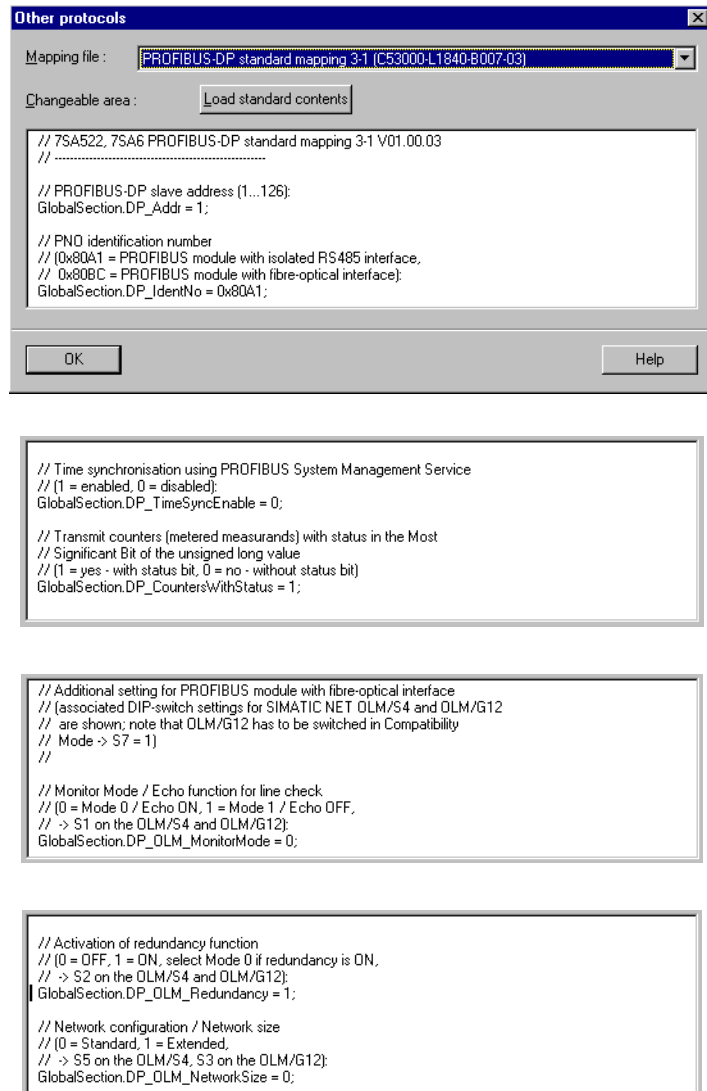 Other protocols
Mapping file :
PROFIBUS-DP standard mapping 3-1 (C53000-L1840-B007-03)
Changeable area :
Load standard contents
// 7SA522, 7SA6 PROFIBUS-DP standard mapping 3-1 V01.00.03
// -------------------------------------------------------
// PROFIBUS-DP slave address (1...126):
GlobalSection.DP_Addr = 1;
// PNO identification number
// (0x80A1 = PROFIBUS module with isolated RS485 interface,
// 0x80BC = PROFIBUS module with fibre-optical interface):
GlobalSection.DP_IdentNo = 0x80A1;
OK
Help
// Time synchronisation using PROFIBUS System Management Service
// (1 = enabled, 0 = disabled):
GlobalSection.DP_TimeSyncEnable = 0;
// Transmit counters (metered measurands) with status in the Most
// Significant Bit of the unsigned long value
// (1 = yes - with status bit, 0 = no - without status bit)
GlobalSection.DP_CountersWithStatus = 1;
// Additional setting for PROFIBUS module with fibre-optical interface
// (associated DIP-switch settings for SIMATIC NET OLM/S4 and OLM/G12
// are shown; note that OLM/G12 has to be switched in Compatibility
// Mode -> S7 = 1)
//
// Monitor Mode / Echo function for line check
// (0 = Mode 0 / Echo ON, 1 = Mode 1 / Echo OFF,
// -> S1 on the OLM/S4 and OLM/G12):
GlobalSection.DP_OLM_MonitorMode = 0;
// Activation of redundancy function
// (0 = OFF, 1 = ON, select Mode 0 if redundancy is ON,
// -> S2 on the OLM/S4 and OLM/G12):
GlobalSection.DP_OLM_Redundancy = 1;
// Network configuration / Network size
// (0 = Standard, 1 = Extended,
// -> S5 on the OLM/S4, S3 on the OLM/G12):
GlobalSection.DP_OLM_NetworkSize = 0;